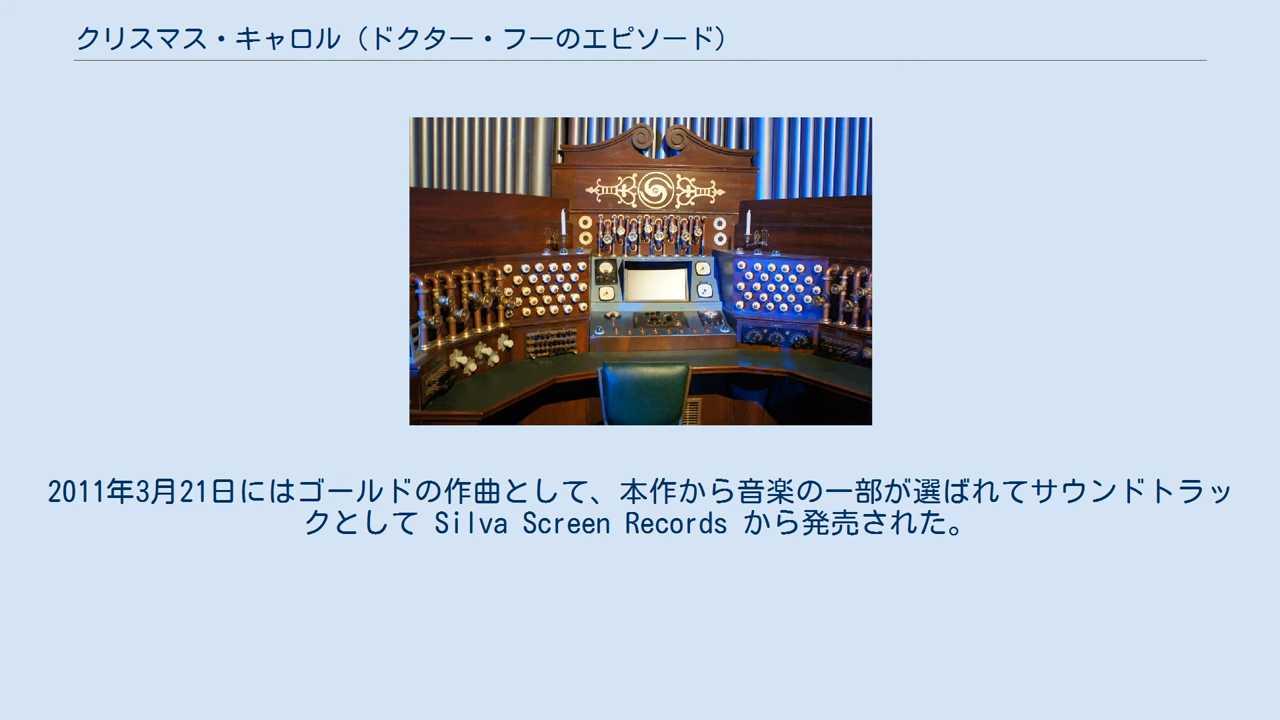 クリスマス・キャロル（ドクター・フーのエピソード）
2011年3月21日にはゴールドの作曲として、本作から音楽の一部が選ばれてサウンドトラッ
クとして Silva Screen Records から発売された。